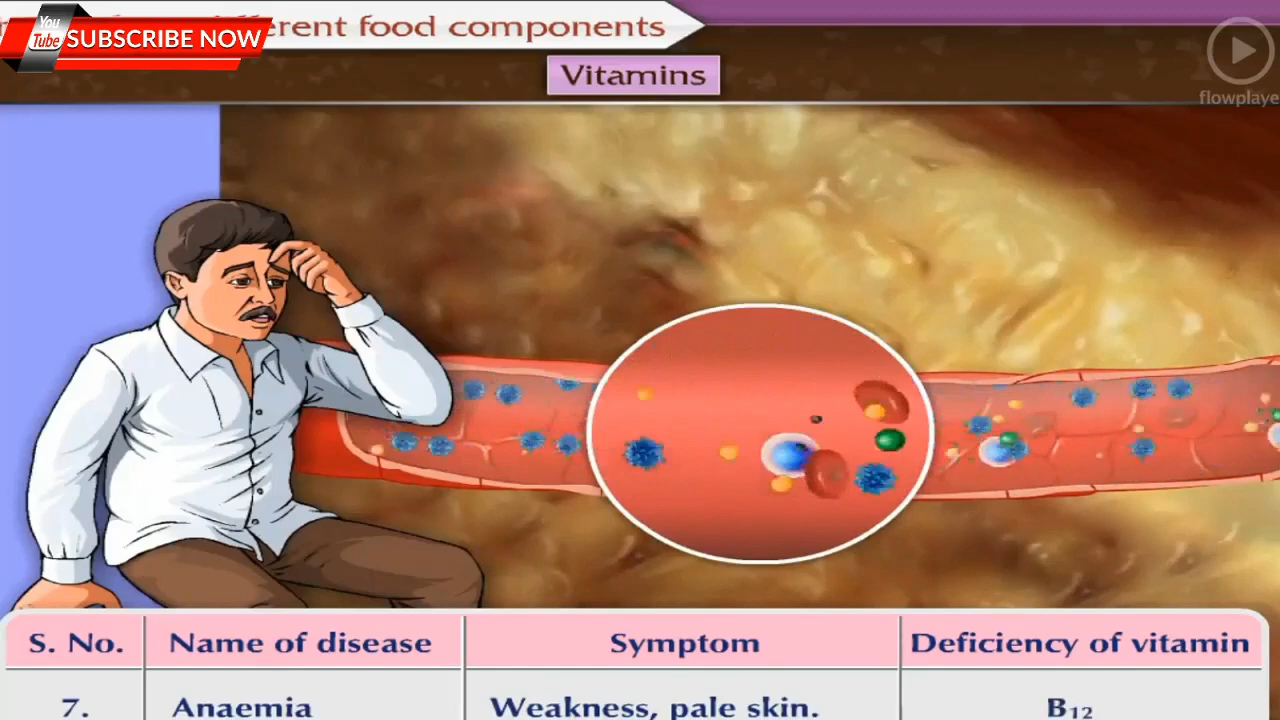 fferent food components
You
Tube
SUBSCRIBE NOW
Vitamins
flowplaye
S. No. Name of disease Symptom Deficiency of vitamin
7. Anaemia Weakness, pale skin. B₁₂